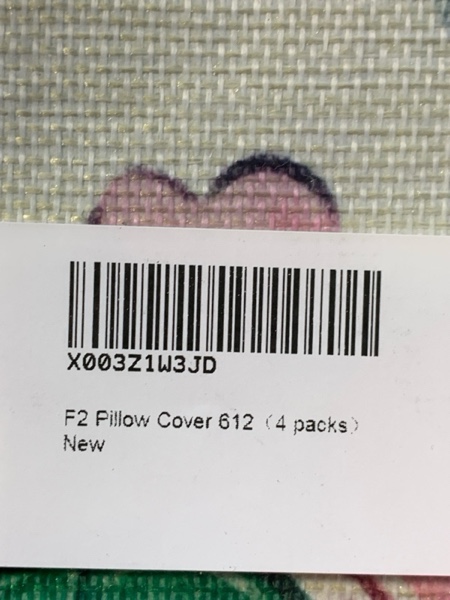 X003Z1W3JD
F2 Pillow Cover 612（4 packs）
New